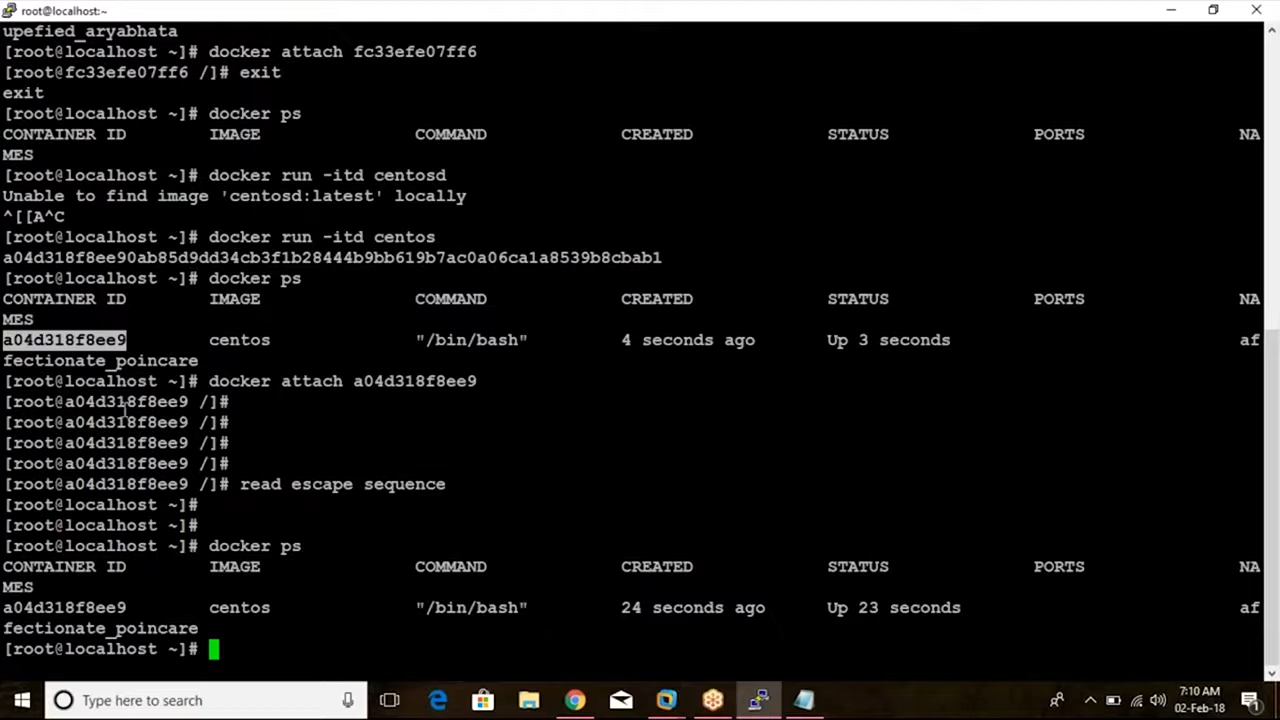 root@localhost:~
upefied_aryabhata
[root@localhost ~]# docker attach fc33efe07ff6
[root@fc33efe07ff6 /]# exit
exit
[root@localhost ~]# docker ps
CONTAINER ID IMAGE COMMAND CREATED STATUS PORTS NA
MES
[root@localhost ~]# docker run -itd centosd
Unable to find image 'centosd:latest' locally
^[[A^C
[root@localhost ~]# docker run -itd centos
a04d318f8ee90ab85d9dd34cb3f1b28444b9bb619b7ac0a06ca1a8539b8cbab1
[root@localhost ~]# docker ps
CONTAINER ID IMAGE COMMAND CREATED STATUS PORTS NA
MES
a04d318f8ee9 centos "/bin/bash" 4 seconds ago Up 3 seconds af
fectionate_poincare
[root@localhost ~]# docker attach a04d318f8ee9
[root@a04d318f8ee9 /]#
[root@a04d318f8ee9 /]#
[root@a04d318f8ee9 /]#
[root@a04d318f8ee9 /]#
[root@a04d318f8ee9 /]# read escape sequence
[root@localhost ~]#
[root@localhost ~]#
[root@localhost ~]# docker ps
CONTAINER ID IMAGE COMMAND CREATED STATUS PORTS NA
MES
a04d318f8ee9 centos "/bin/bash" 24 seconds ago Up 23 seconds af
fectionate_poincare
[root@localhost ~]#
Type here to search
7:10 AM
02-Feb-18